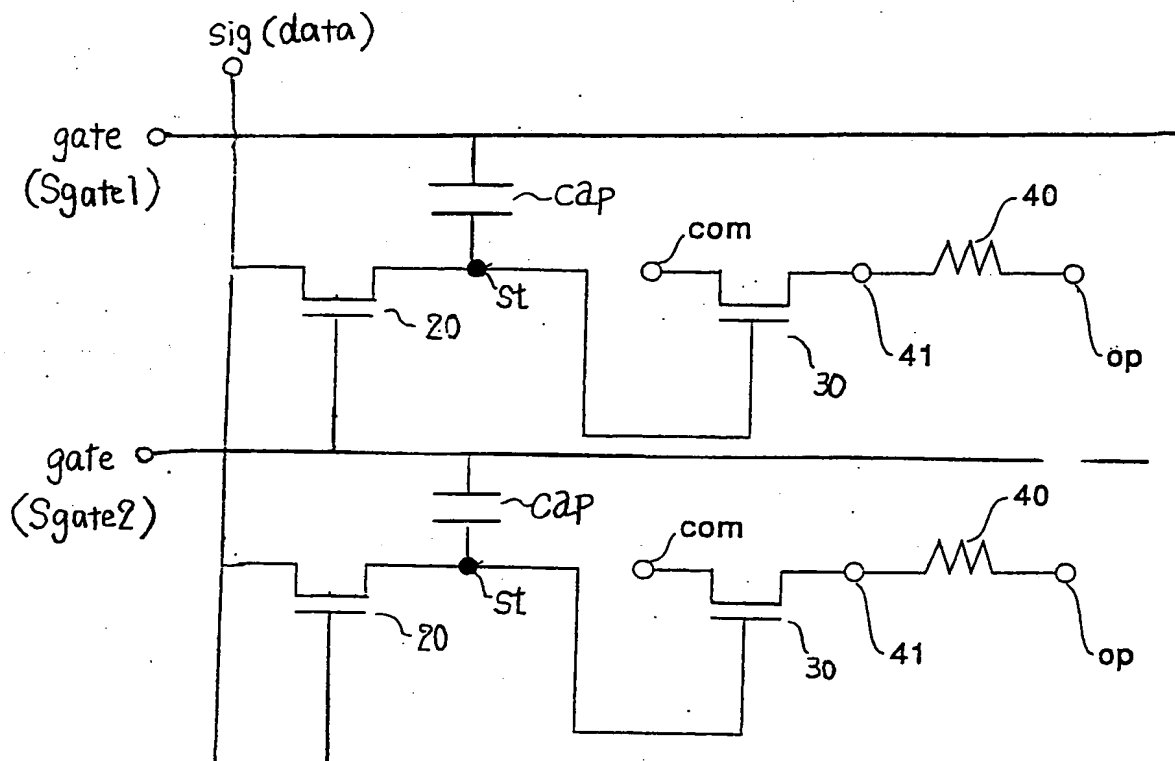 sig (data)
gate
(Sgate1)
cap
com
40
st
20
30
41
op
gate
(Sgate2)
cap
com
40
st
20
30
41
op